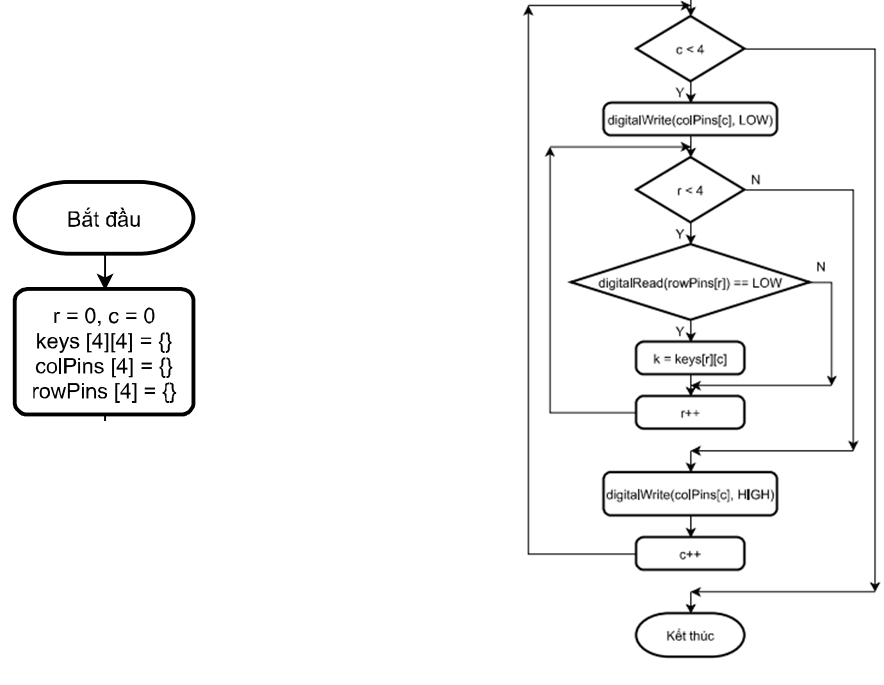 Bắt đầu
r = 0, c = 0
keys [4][4] = {}
colPins [4] = {}
rowPins [4] = {}
c < 4
Y
digitalWrite(colPins[c], LOW)
r < 4
N
Y
digitalRead(rowPins[r]) == LOW
N
Y
k = keys[r][c]
r++
digitalWrite(colPins[c], HIGH)
c++
Kết thúc